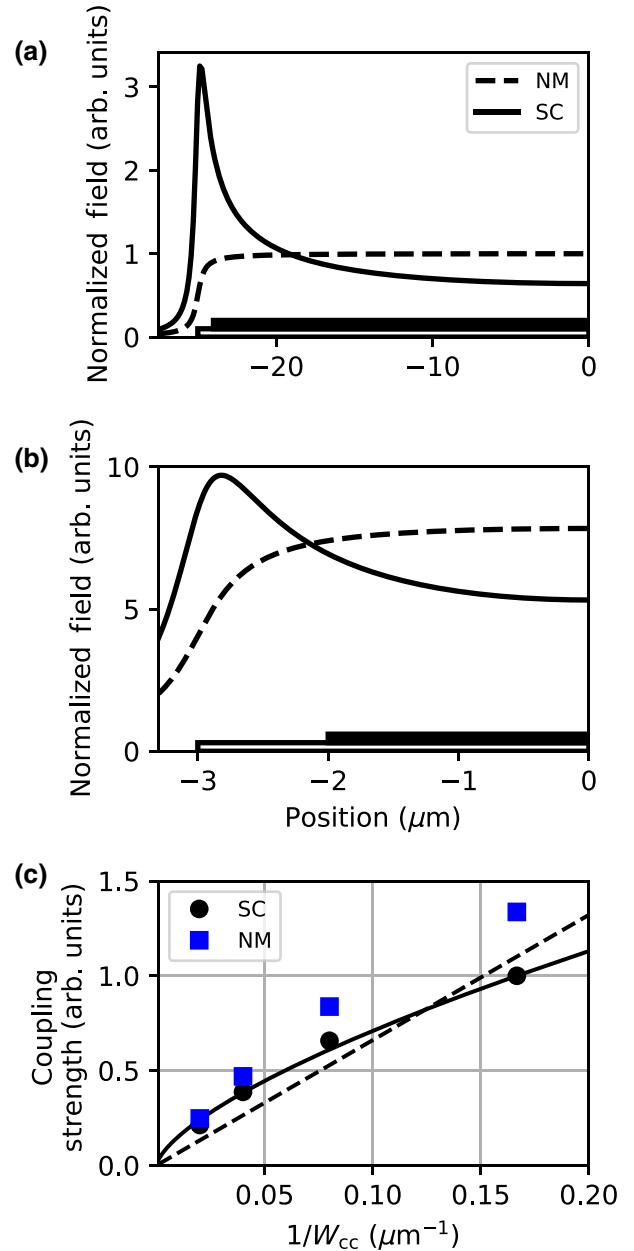 (a)
Normalized field (arb. units)
3
2
1
0
NM
SC
−20
−10
0
(b)
Normalized field (arb. units)
10
5
0
−3
−2
−1
0
Position (μm)
(c)
Coupling
strength (arb. units)
1.5
1.0
0.5
0.0
SC
NM
0.05
0.10
0.15
0.20
1/Wcc (μm⁻¹)